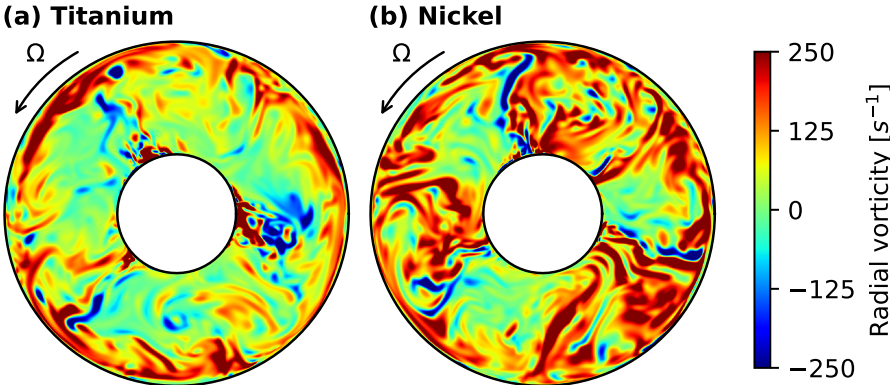 (a) Titanium
(b) Nickel
Ω
Ω
250
125
0
−125
−250
Radial vorticity [s⁻¹]